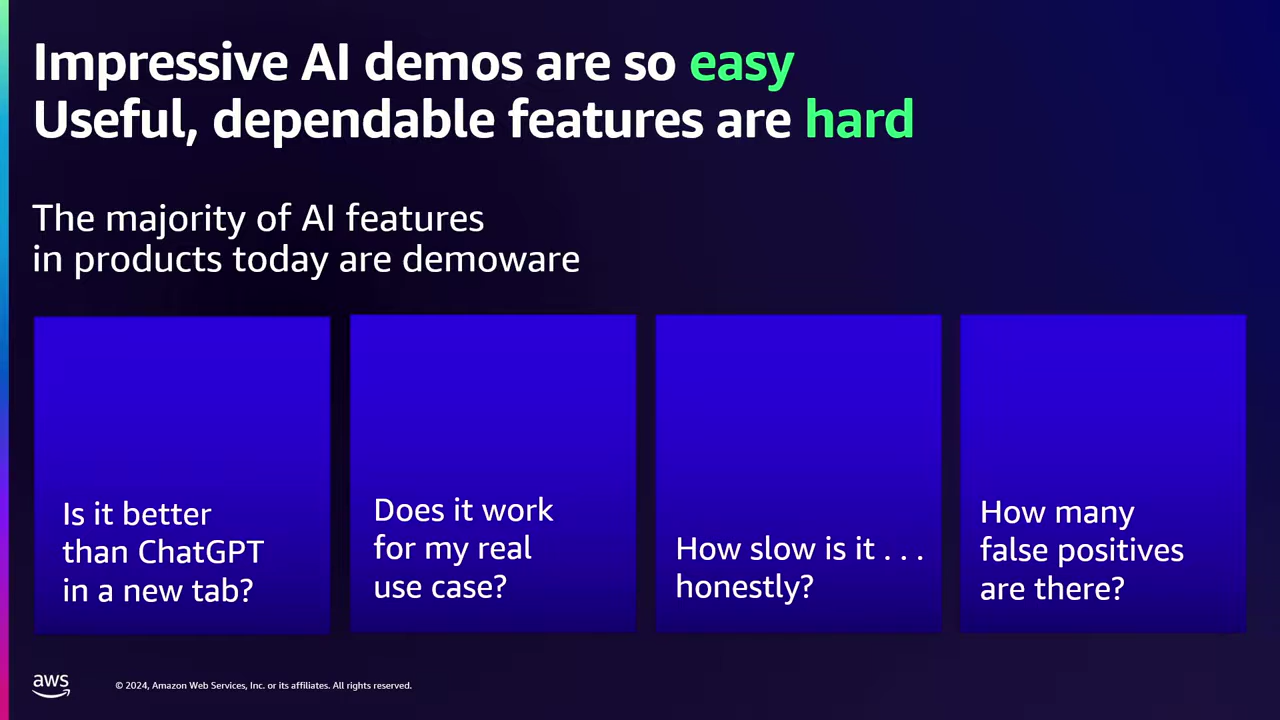 Impressive AI demos are so easy
Useful, dependable features are hard
The majority of AI features
in products today are demoware
Is it better
than ChatGPT
in a new tab?
Does it work
for my real
use case?
How slow is it . . .
honestly?
How many
false positives
are there?
aws
© 2024, Amazon Web Services, Inc. or its affiliates. All rights reserved.